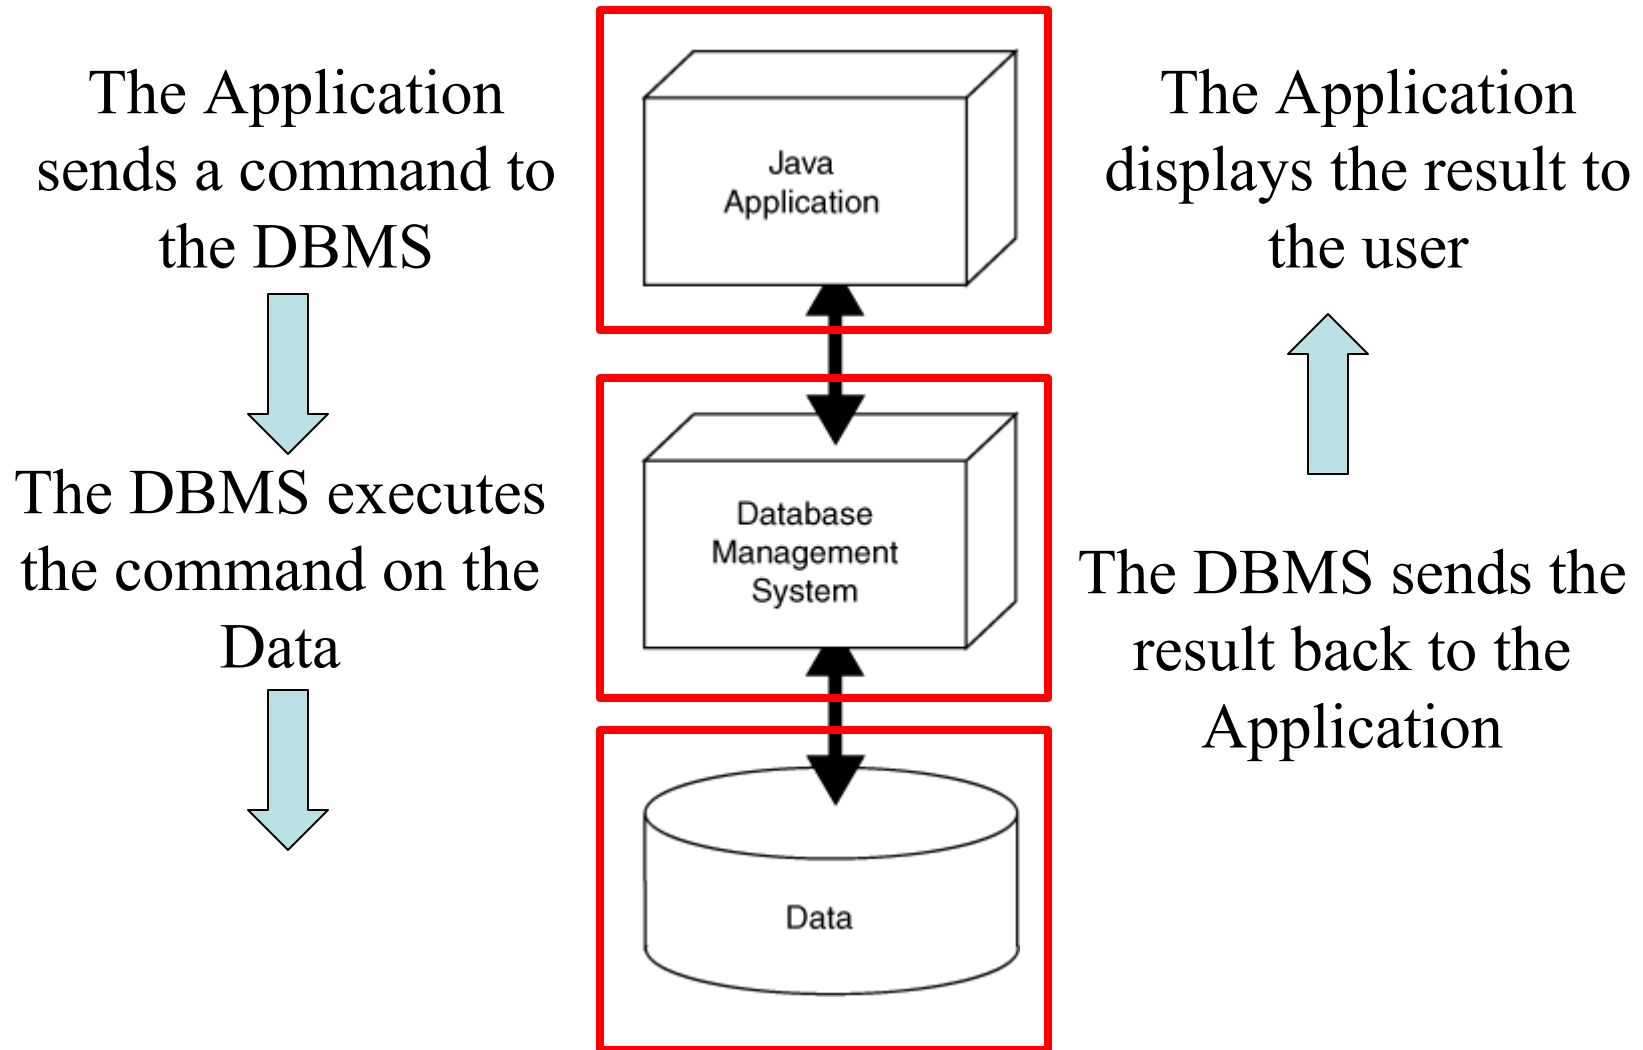 The Application
sends a command to
the DBMS
The DBMS executes
the command on the
Data
Java
Application
Database
Management
System
Data
The Application
displays the result to
the user
The DBMS sends the
result back to the
Application